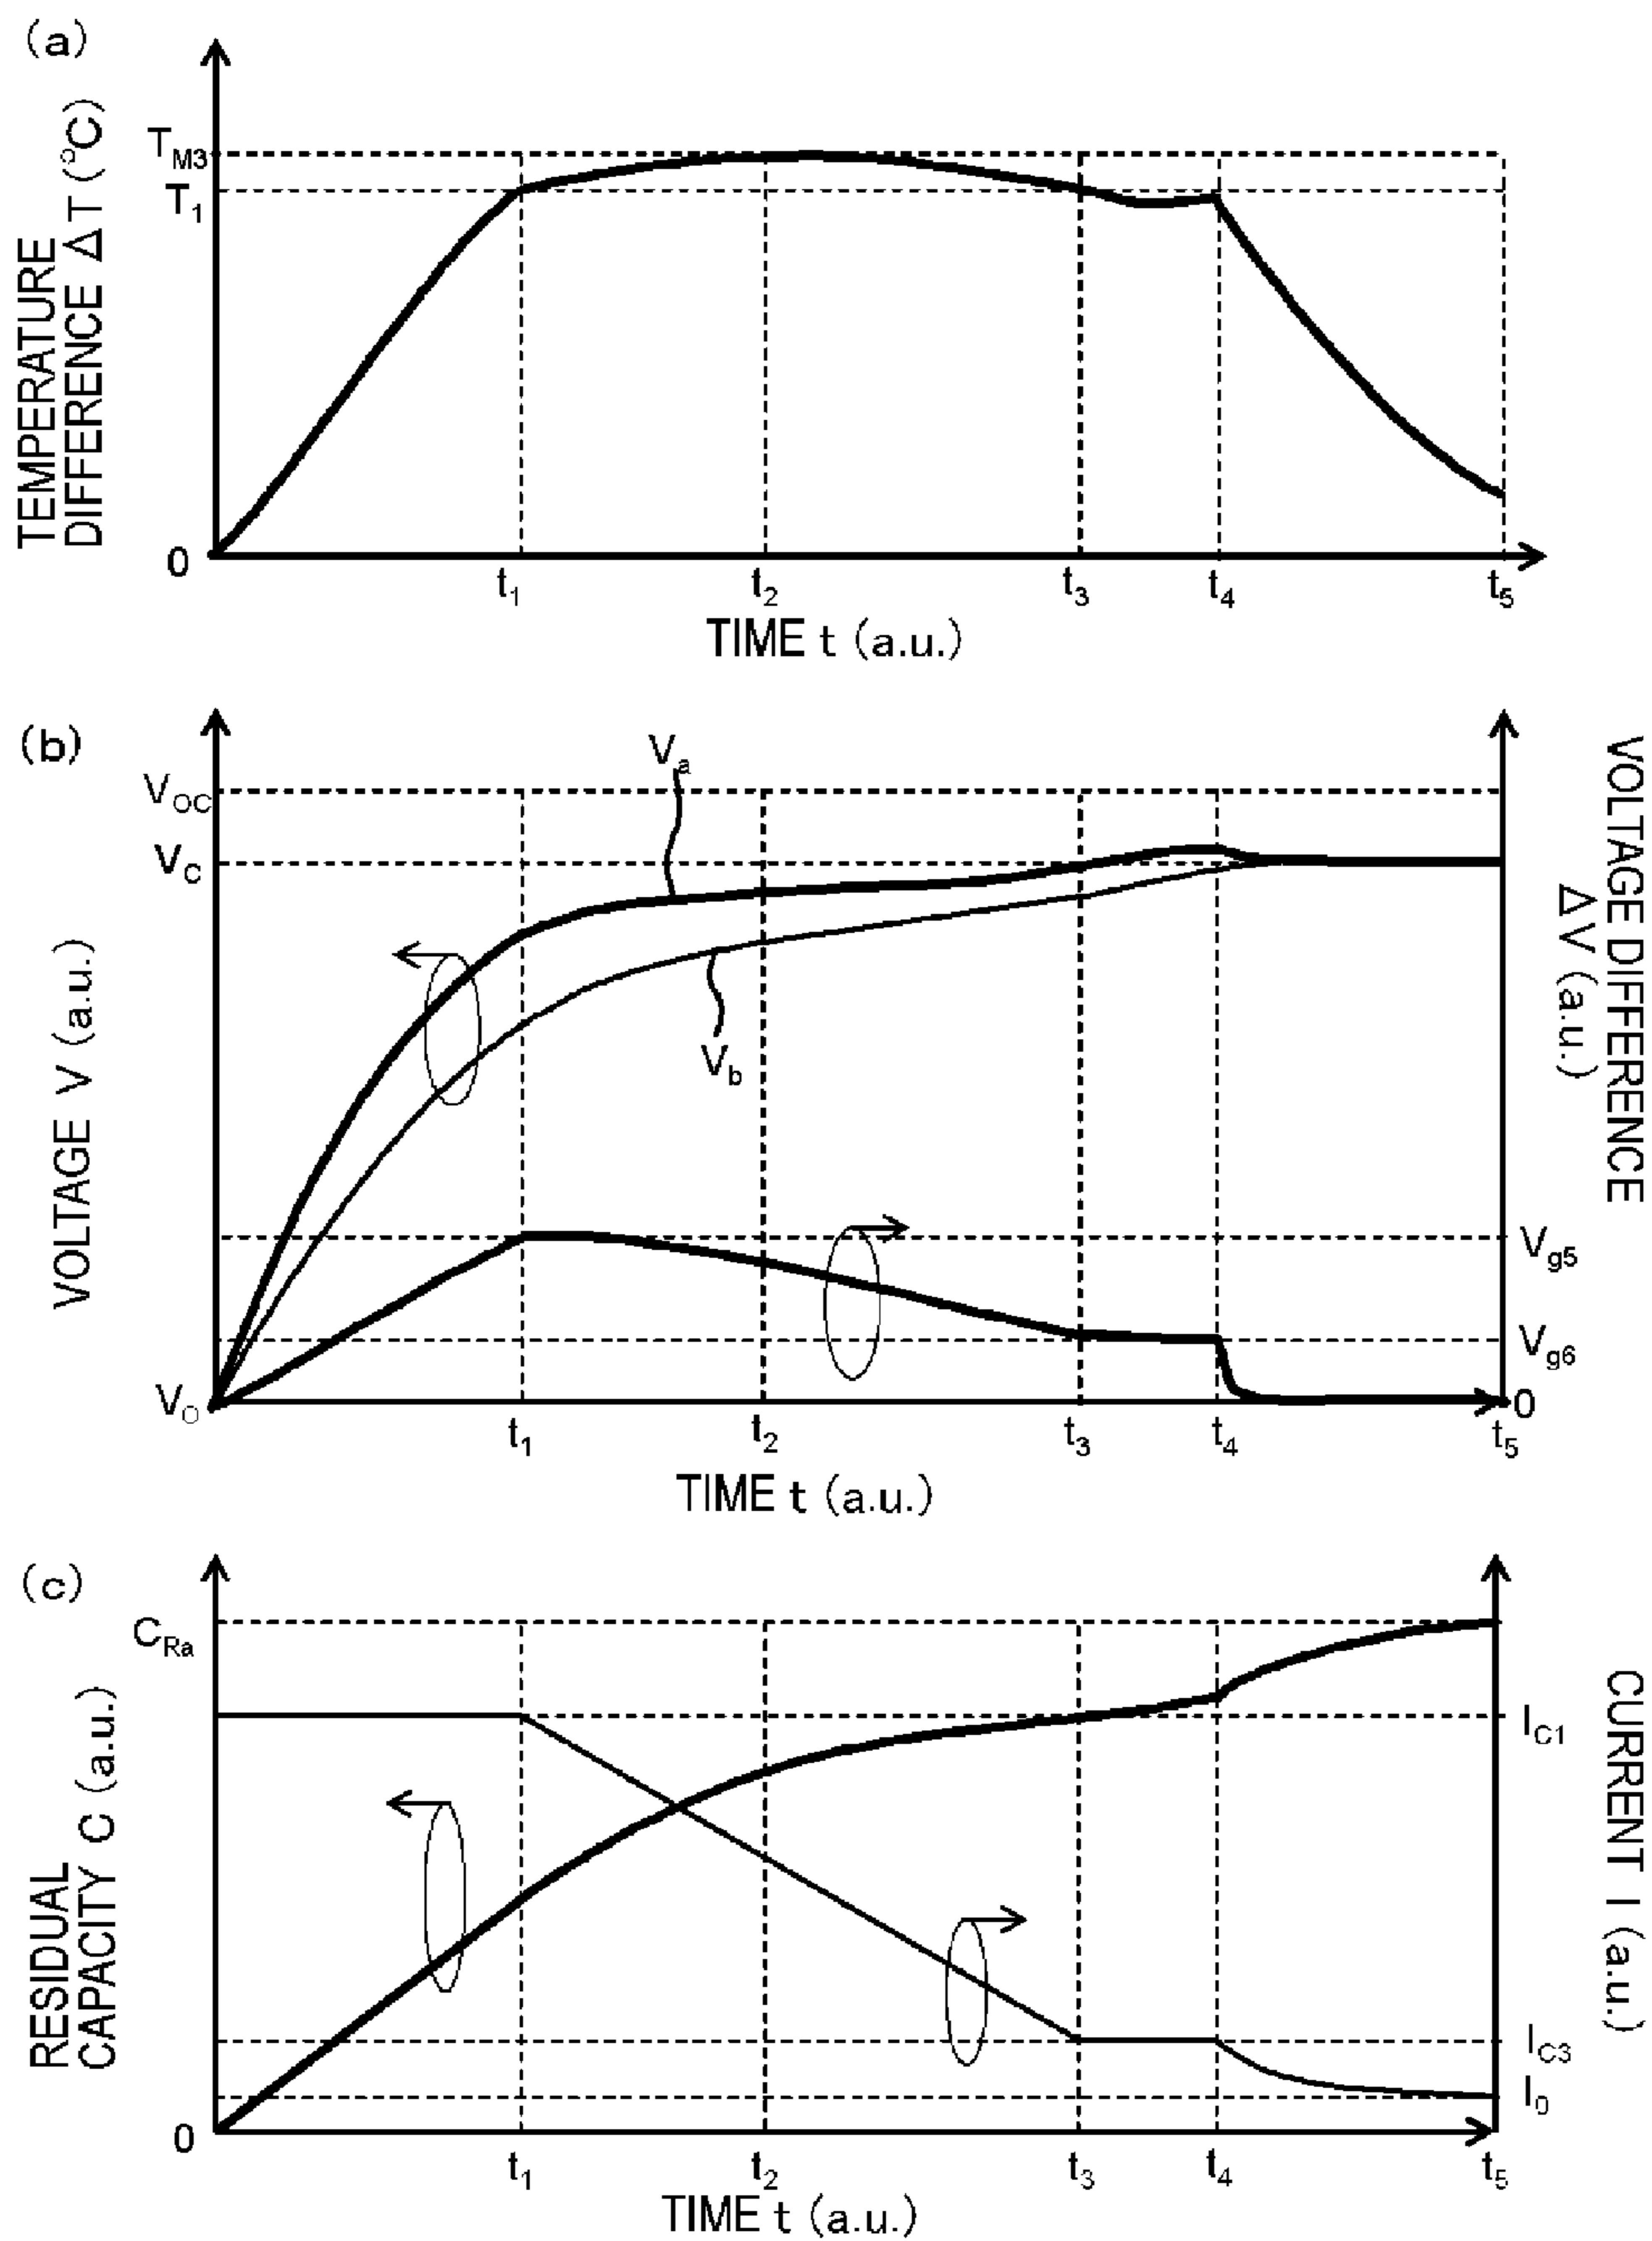 (a)
TEMPERATURE
DIFFERENCE Δ T (°C)
T_M3
T_1
0
t_1 t_2 t_3 t_4 t_5
TIME t (a.u.)
(b)
VOLTAGE V (a.u.)
V_OC
V_C
V_O
V_a
V_b
VOLTAGE DIFFERENCE
Δ V (a.u.)
V_g5
V_g6
0
t_1 t_2 t_3 t_4 t_5
TIME t (a.u.)
(c)
RESIDUAL
CAPACITY C (a.u.)
C_Ra
0
CURRENT I (a.u.)
I_C1
I_C3
I_0
t_1 t_2 t_3 t_4 t_5
TIME t (a.u.)